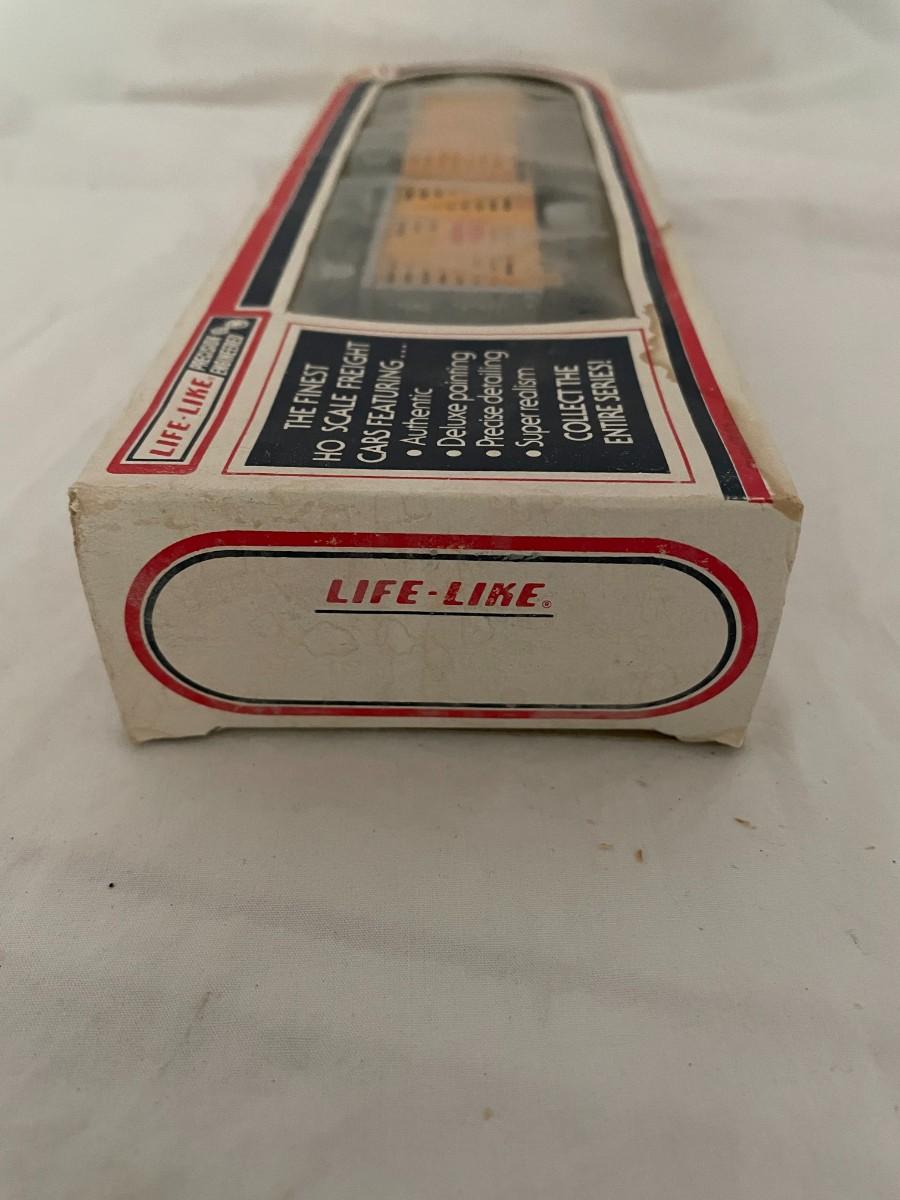 LIFE-LIKE PRECISION ENGINEERED
THE FINEST
HO SCALE FREIGHT
CARS FEATURING...
• Authentic
• Deluxe painting
• Precise detailing
• Super realism
COLLECT THE
ENTIRE SERIES!
LIFE-LIKE®